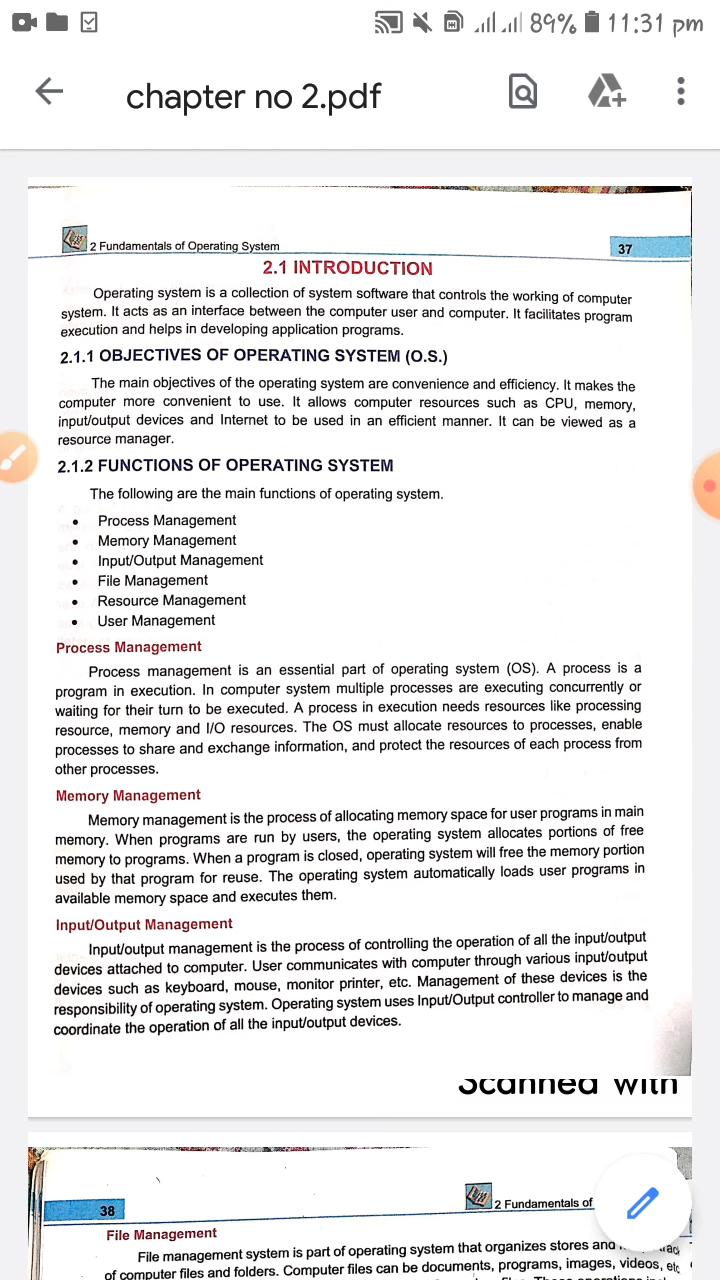 89% 11:31 pm
chapter no 2.pdf
2 Fundamentals of Operating System
37
2.1 INTRODUCTION
Operating system is a collection of system software that controls the working of computer
system. It acts as an interface between the computer user and computer. It facilitates program
execution and helps in developing application programs.
2.1.1 OBJECTIVES OF OPERATING SYSTEM (O.S.)
The main objectives of the operating system are convenience and efficiency. It makes the
computer more convenient to use. It allows computer resources such as CPU, memory,
input/output devices and Internet to be used in an efficient manner. It can be viewed as a
resource manager.
2.1.2 FUNCTIONS OF OPERATING SYSTEM
The following are the main functions of operating system.
• Process Management
• Memory Management
• Input/Output Management
• File Management
• Resource Management
• User Management
Process Management
Process management is an essential part of operating system (OS). A process is a
program in execution. In computer system multiple processes are executing concurrently or
waiting for their turn to be executed. A process in execution needs resources like processing
resource, memory and I/O resources. The OS must allocate resources to processes, enable
processes to share and exchange information, and protect the resources of each process from
other processes.
Memory Management
Memory management is the process of allocating memory space for user programs in main
memory. When programs are run by users, the operating system allocates portions of free
memory to programs. When a program is closed, operating system will free the memory portion
used by that program for reuse. The operating system automatically loads user programs in
available memory space and executes them.
Input/Output Management
Input/output management is the process of controlling the operation of all the input/output
devices attached to computer. User communicates with computer through various input/output
devices such as keyboard, mouse, monitor printer, etc. Management of these devices is the
responsibility of operating system. Operating system uses Input/Output controller to manage and
coordinate the operation of all the input/output devices.
Scanned with
38
2 Fundamentals of
File Management
File management system is part of operating system that organizes stores and
of computer files and folders. Computer files can be documents, programs, images, videos, etc